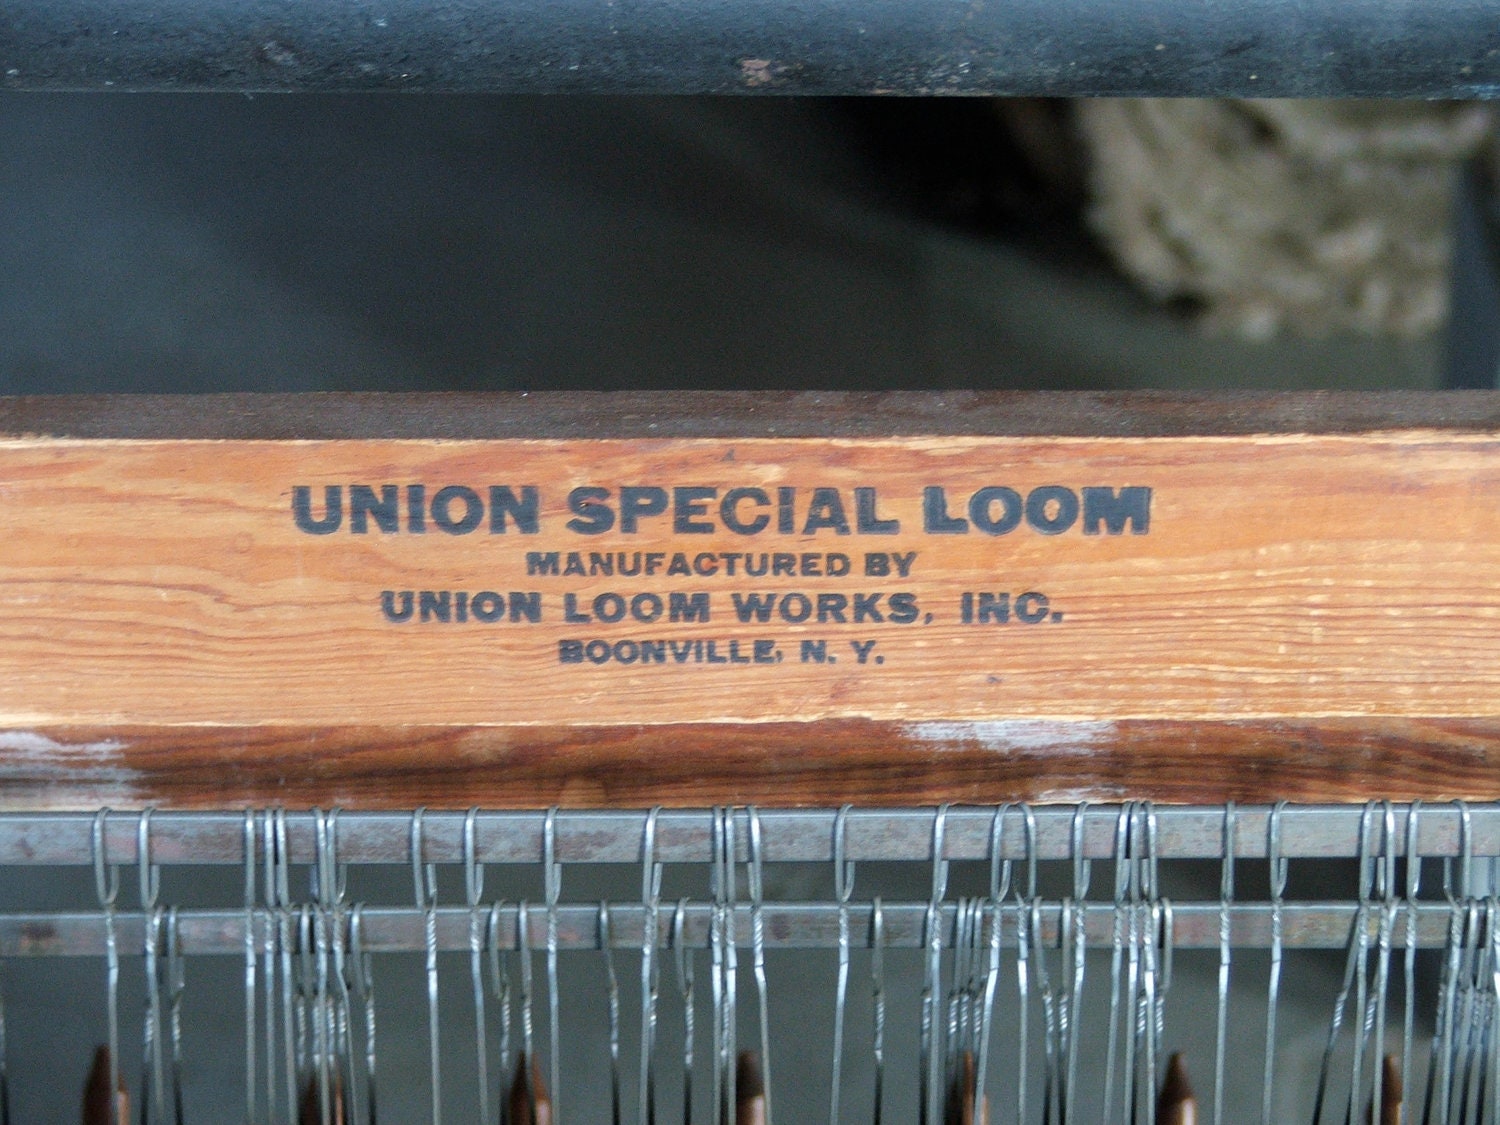 UNION SPECIAL LOOM
MANUFACTURED BY
UNION LOOM WORKS, INC.
BOONVILLE, N. Y.